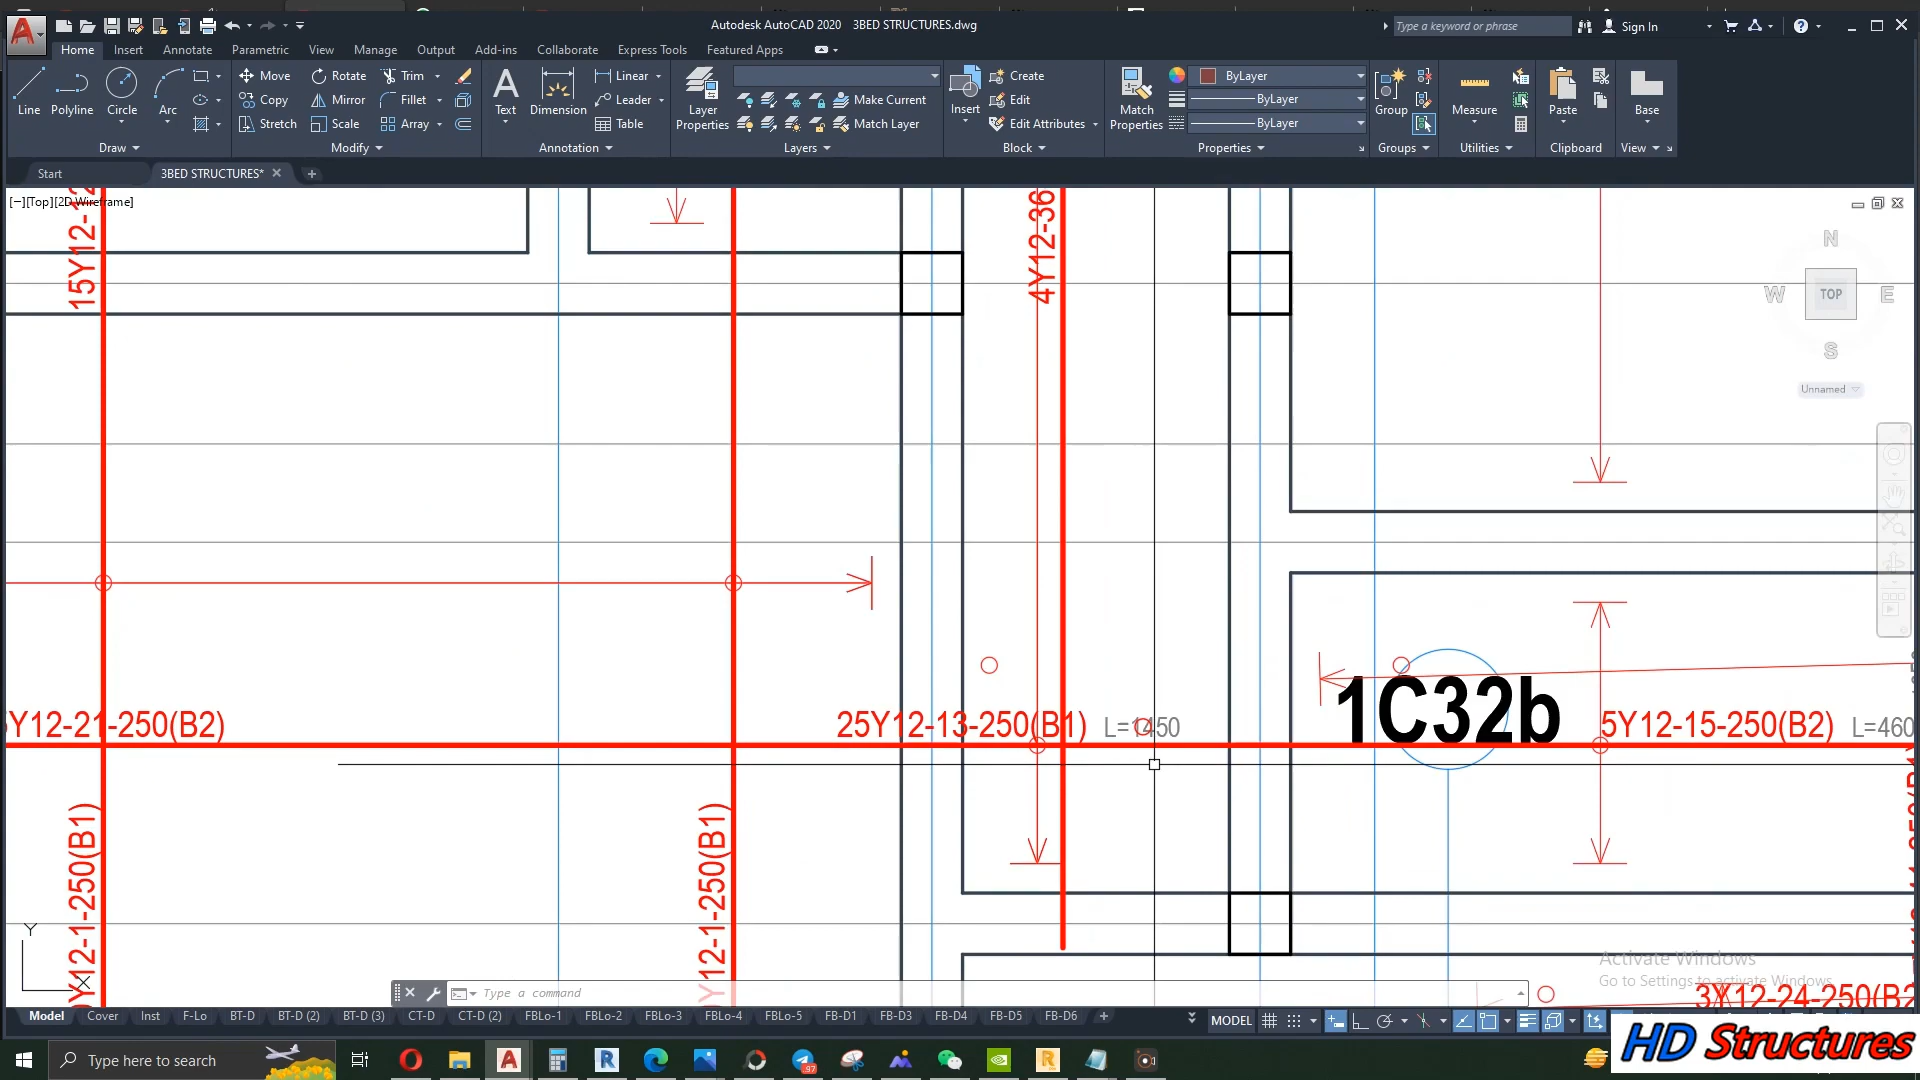 Autodesk AutoCAD 2020 3BED STRUCTURES.dwg
Type a keyword or phrase
Sign In
Home Insert Annotate Parametric View Manage Output Add-ins Collaborate Express Tools Featured Apps
Line Polyline Circle Arc
Move Rotate Trim
Copy Mirror Fillet
Stretch Scale Array
Text Dimension
Linear
Leader
Table
Layer Properties
Make Current
Match Layer
Insert
Create
Edit
Edit Attributes
Match Properties
ByLayer
ByLayer
ByLayer
Group
Measure
Paste
Base
Draw Modify Annotation Layers Block Properties Groups Utilities Clipboard View
Start 3BED STRUCTURES*
[−][Top][2D Wireframe]
N
W TOP E
S
Unnamed
15Y12-1
4Y12-36
Y12-21-250(B2)
25Y12-13-250(B1) L=1450
1C32b
5Y12-15-250(B2) L=460
Y12-1-250(B1)
Y12-1-250(B1)
3X12-24-250(B2
Y
X
Activate Windows
Go to Settings to activate Windows.
Type a command
Model Cover Inst F-Lo BT-D BT-D (2) BT-D (3) CT-D CT-D (2) FBLo-1 FBLo-2 FBLo-3 FBLo-4 FBLo-5 FB-D1 FB-D3 FB-D4 FB-D5 FB-D6
MODEL
Type here to search
97
HD Structures